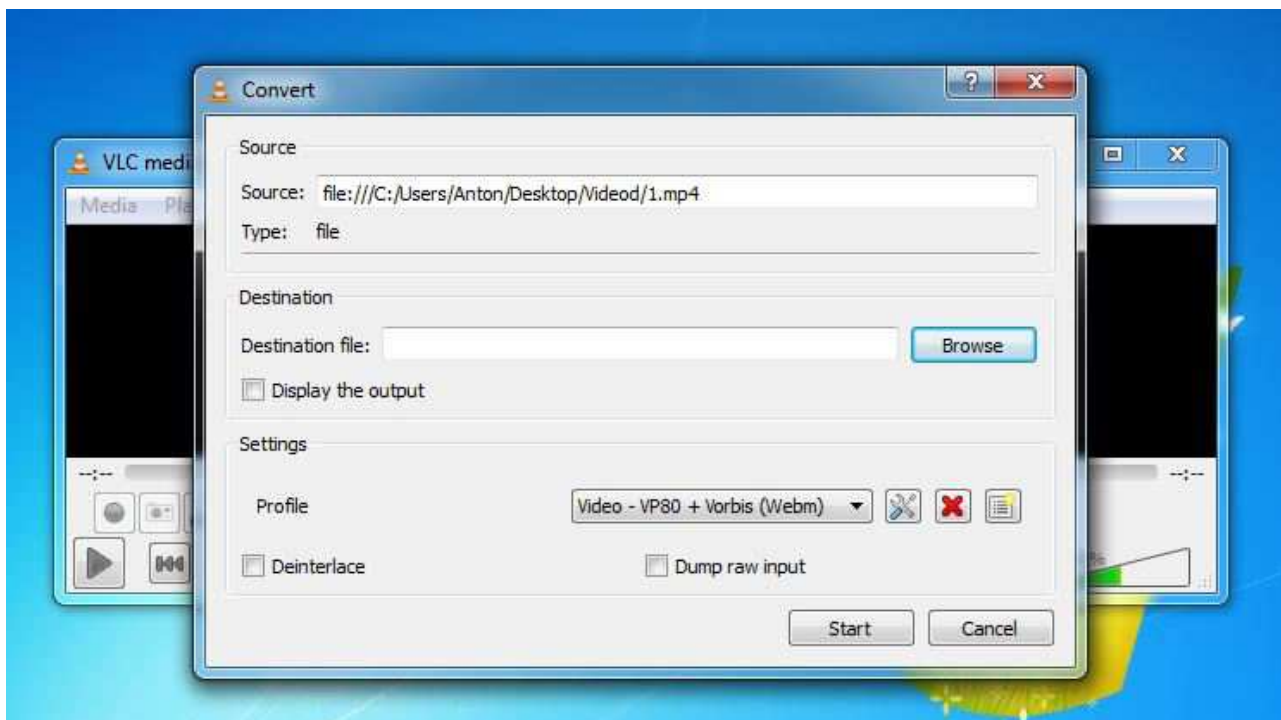 Convert
VLC medi
Media Pla
Source
Source: file:///C:/Users/Anton/Desktop/Videod/1.mp4
Type: file
Destination
Destination file:
Browse
Display the output
Settings
--:--
--:--
Profile
Video - VP80 + Vorbis (Webm)
Deinterlace
Dump raw input
Start
Cancel